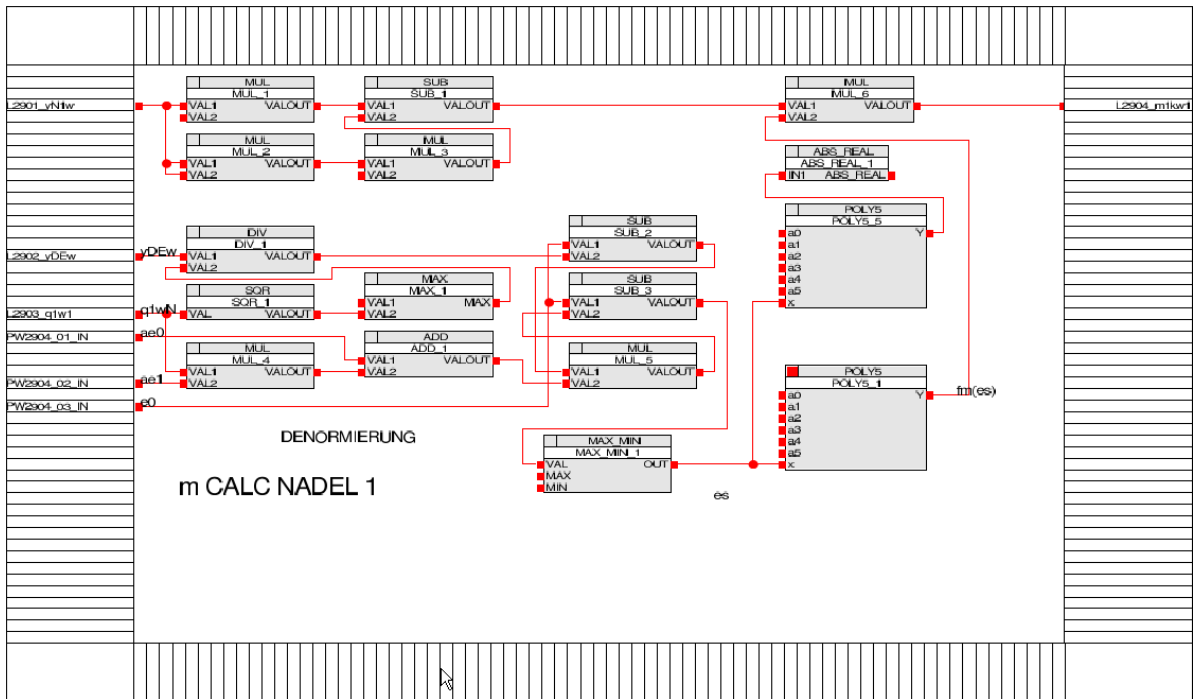 MUL
MUL_1
VAL1 VALOUT
VAL2
SUB
SUB_1
VAL1 VALOUT
VAL2
MUL
MUL_6
VAL1 VALOUT
VAL2
L2901_yN1w
L2904_m1kw1
MUL
MUL_2
VAL1 VALOUT
VAL2
MUL
MUL_3
VAL1 VALOUT
VAL2
ABS_REAL
ABS_REAL_1
IN1 ABS_REAL
POLY5
POLY5_5
a0 Y
a1
a2
a3
a4
a5
x
L2902_yDEw
yDEw
DIV
DIV_1
VAL1 VALOUT
VAL2
SUB
SUB_2
VAL1 VALOUT
VAL2
SQR
SQR_1
VAL VALOUT
MAX
MAX_1
VAL1 MAX
VAL2
SUB
SUB_3
VAL1 VALOUT
VAL2
L2903_q1w1
q1wN
PW2904_01_IN
ae0
MUL
MUL_4
VAL1 VALOUT
VAL2
ADD
ADD_1
VAL1 VALOUT
VAL2
MUL
MUL_5
VAL1 VALOUT
VAL2
PW2904_02_IN
ae1
PW2904_03_IN
e0
POLY5
POLY5_1
a0 Y
a1
a2
a3
a4
a5
x
fm(es)
DENORMIERUNG
MAX_MINI
MAX_MINI_1
VAL OUT
MAX
MIN
m CALC NADEL 1
es